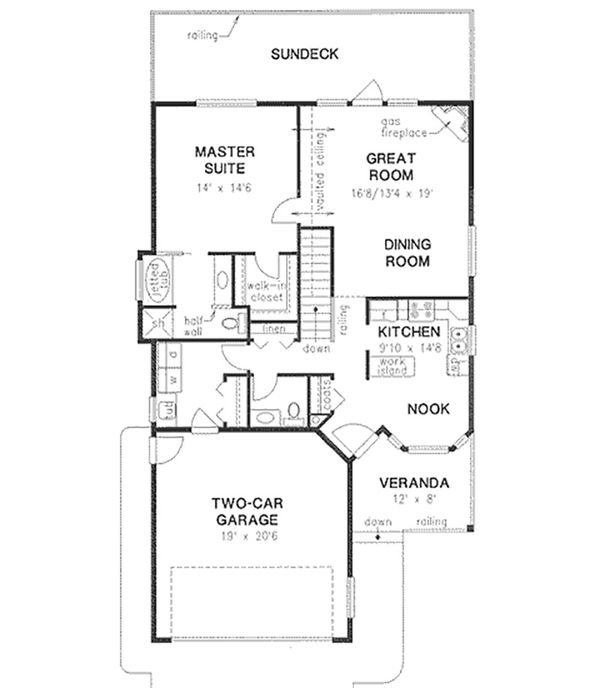 railing
SUNDECK
gas
fireplace
MASTER
SUITE
14' x 14'6
vaulted ceiling
GREAT
ROOM
16'8/13'4 x 19'
DINING
ROOM
jetted
tub
walk-in
closet
sh
half
wall
linen
down
railing
KITCHEN
9'10 x 14'8
work
island
dp
d
w
tub
coats
NOOK
VERANDA
12' x 8'
down
railing
TWO-CAR
GARAGE
19' x 20'6